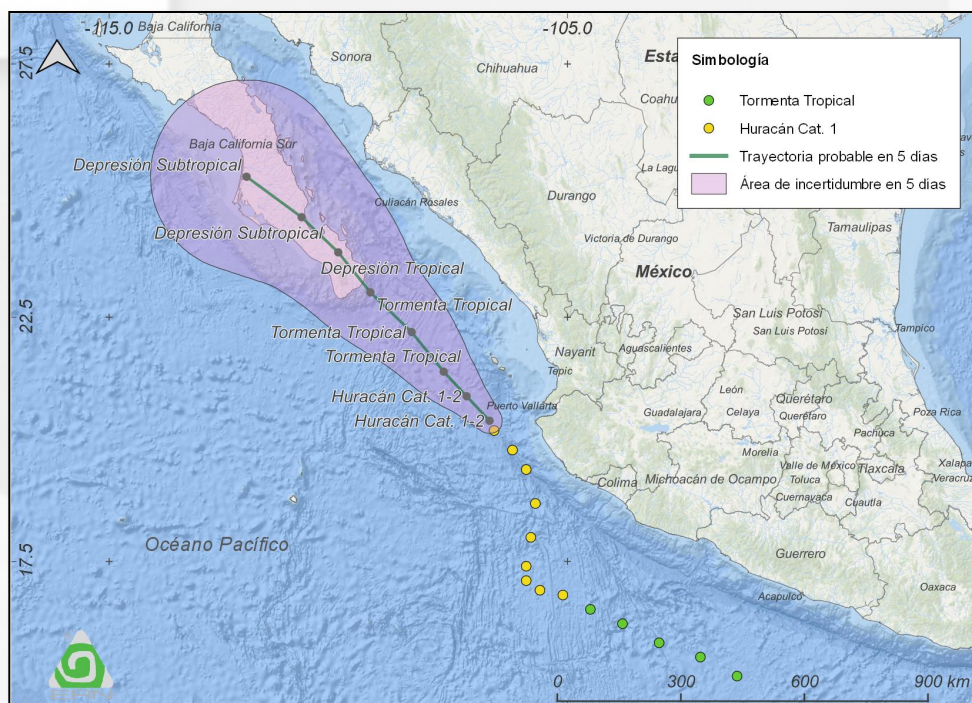 -115.0
Baja California
-105.0
27.5
Sonora
Chihuahua
Esta
Coahu
Simbología
Tormenta Tropical
Huracán Cat. 1
Trayectoria probable en 5 días
Área de incertidumbre en 5 días
Baja California Sur
Depresión Subtropical
La Lagu
Durango
Culiacán Rosales
Tamaulipas
Depresión Subtropical
Victoria de Durango
Depresión Tropical
México
Tormenta Tropical
22.5
San Luis Potosí
San Luis Potosí
Tampico
Tormenta Tropical
Nayarit
Aguascalientes
Tormenta Tropical
Tepic
León
Huracán Cat. 1-2
Puerto Vallarta
Querétaro
Guadalajara
Celaya
Querétaro
Poza Rica
Huracán Cat. 1-2
Pachuca
Morelia
Valle de México
Tlaxcala
Xalapa
Colima
Michoacán de Ocampo
Toluca
Veracruz
Cuernavaca
Cuautla
Océano Pacífico
17.5
Guerrero
Acapulco
Oaxaca
0
300
600
900 km